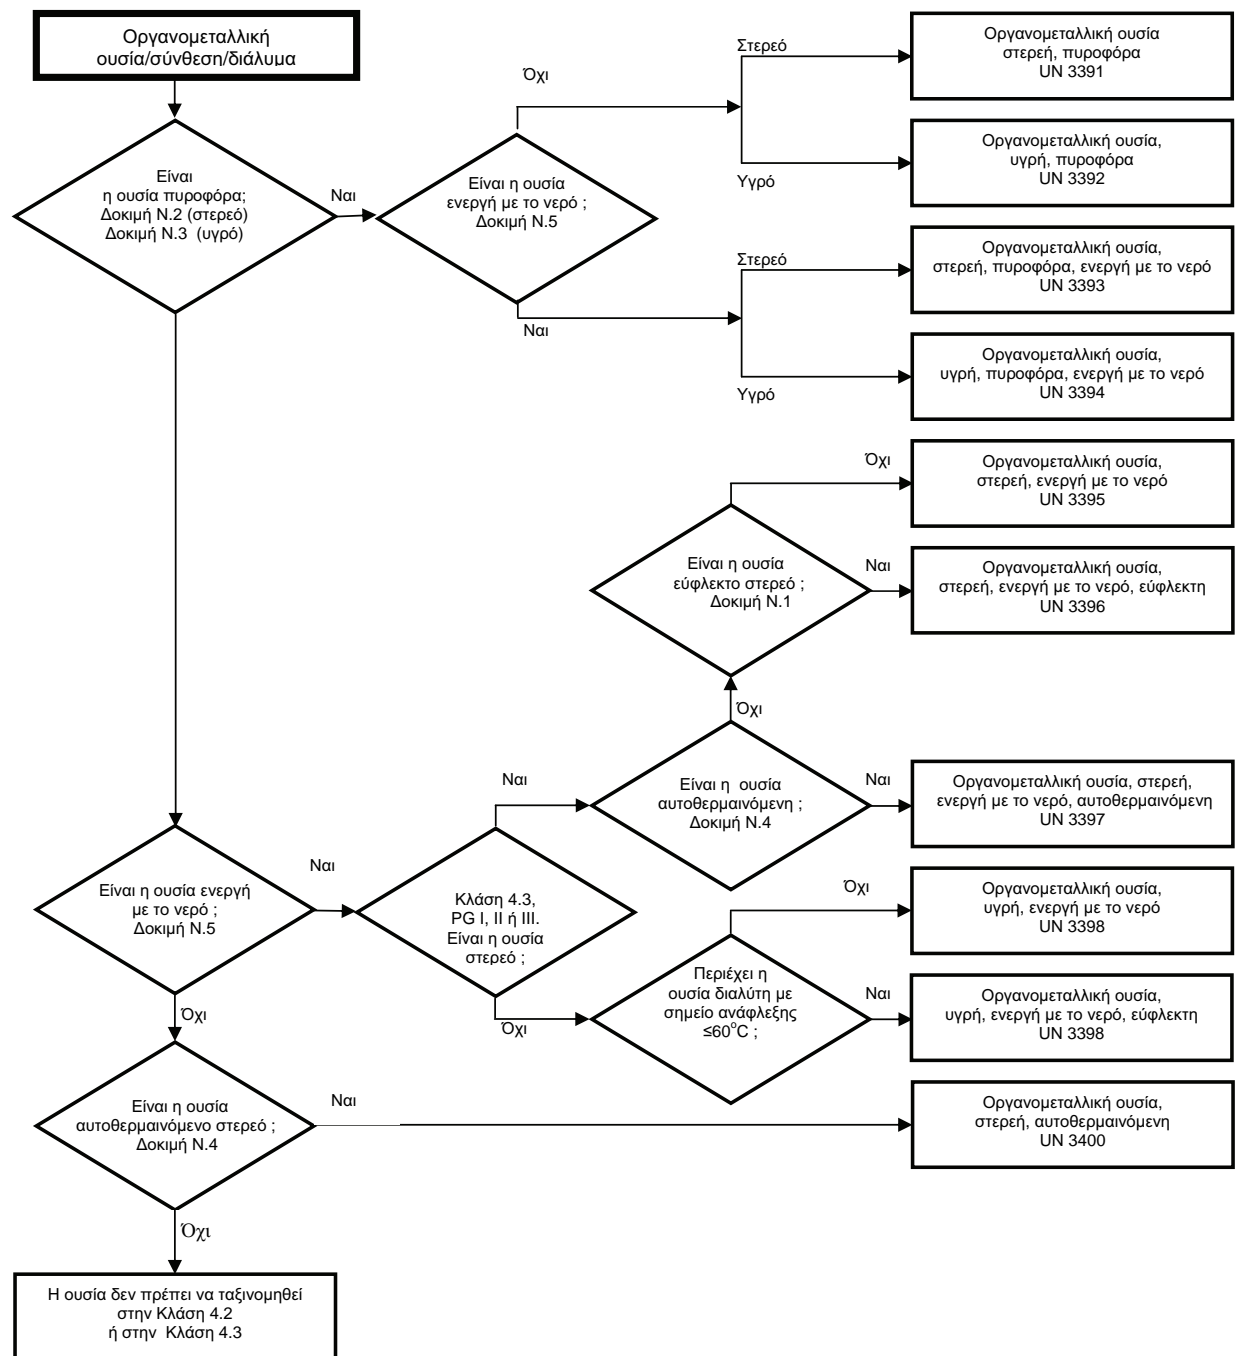 Οργανομεταλλική
ουσία/σύνθεση/διάλυμα
Είναι
η ουσία πυροφόρα;
Δοκιμή N.2 (στερεό)
Δοκιμή N.3 (υγρό)
Ναι
Είναι η ουσία
ενεργή με το νερό ;
Δοκιμή N.5
Όχι
Στερεό
Οργανομεταλλική ουσία
στερεή, πυροφόρα
UN 3391
Υγρό
Οργανομεταλλική ουσία,
υγρή, πυροφόρα
UN 3392
Ναι
Στερεό
Οργανομεταλλική ουσία,
στερεή, πυροφόρα, ενεργή με το νερό
UN 3393
Υγρό
Οργανομεταλλική ουσία,
υγρή, πυροφόρα, ενεργή με το νερό
UN 3394
Όχι
Οργανομεταλλική ουσία,
στερεή, ενεργή με το νερό
UN 3395
Είναι η ουσία
εύφλεκτο στερεό ;
Δοκιμή N.1
Ναι
Οργανομεταλλική ουσία,
στερεή, ενεργή με το νερό, εύφλεκτη
UN 3396
Όχι
Ναι
Είναι η ουσία
αυτοθερμαινόμενη ;
Δοκιμή N.4
Ναι
Οργανομεταλλική ουσία, στερεή,
ενεργή με το νερό, αυτοθερμαινόμενη
UN 3397
Είναι η ουσία ενεργή
με το νερό ;
Δοκιμή N.5
Ναι
Κλάση 4.3,
PG I, II ή III.
Είναι η ουσία
στερεό ;
Όχι
Οργανομεταλλική ουσία,
υγρή, ενεργή με το νερό
UN 3398
Όχι
Περιέχει η
ουσία διαλύτη με
σημείο ανάφλεξης
≤60°C ;
Ναι
Οργανομεταλλική ουσία,
υγρή, ενεργή με το νερό, εύφλεκτη
UN 3398
Όχι
Είναι η ουσία
αυτοθερμαινόμενο στερεό ;
Δοκιμή N.4
Ναι
Οργανομεταλλική ουσία,
στερεή, αυτοθερμαινόμενη
UN 3400
Όχι
Η ουσία δεν πρέπει να ταξινομηθεί
στην Κλάση 4.2
ή στην Κλάση 4.3